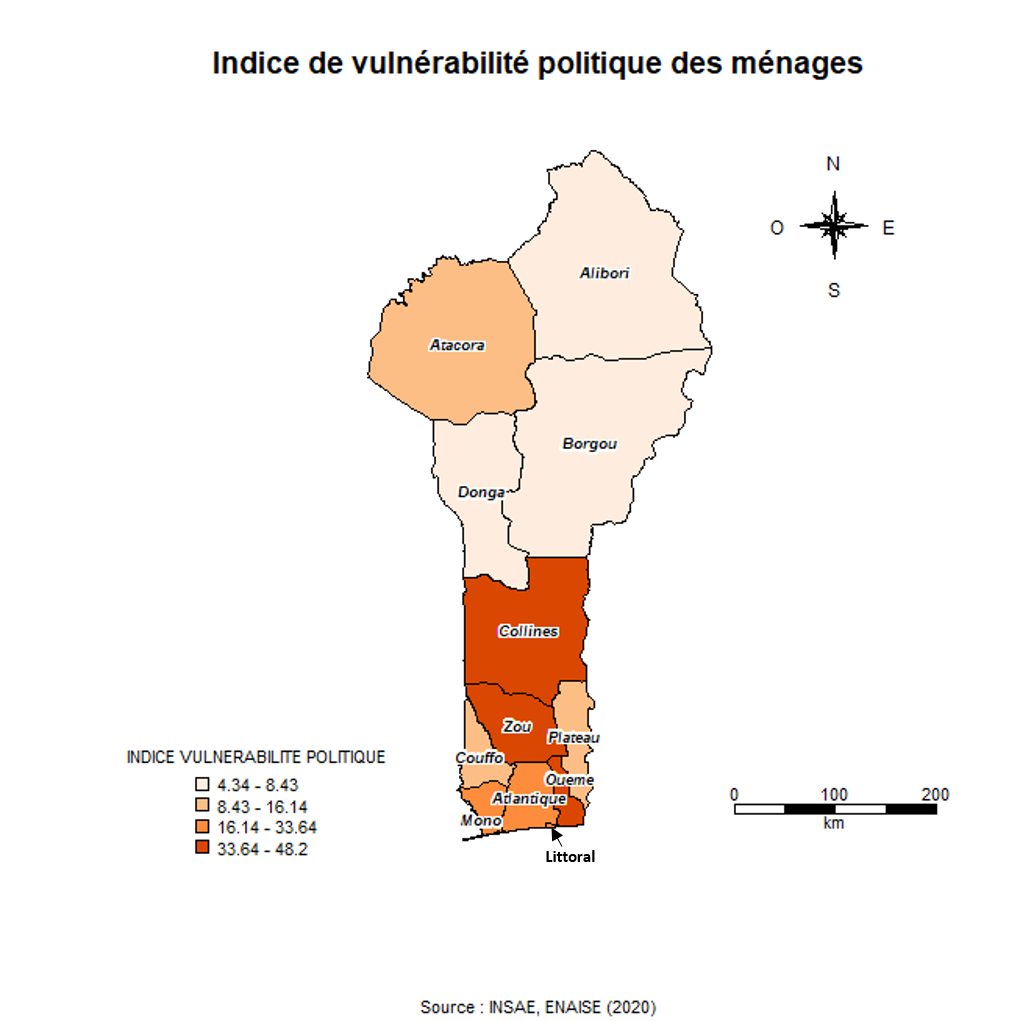 Indice de vulnérabilité politique des ménages
N
O
E
S
Alibori
Atacora
Borgou
Donga
Collines
Zou
Plateau
Couffo
Oueme
Atlantique
Mono
Littoral
INDICE VULNERABILITE POLITIQUE
4.34 - 8.43
8.43 - 16.14
16.14 - 33.64
33.64 - 48.2
0 100 200
km
Source : INSAE, ENAISE (2020)